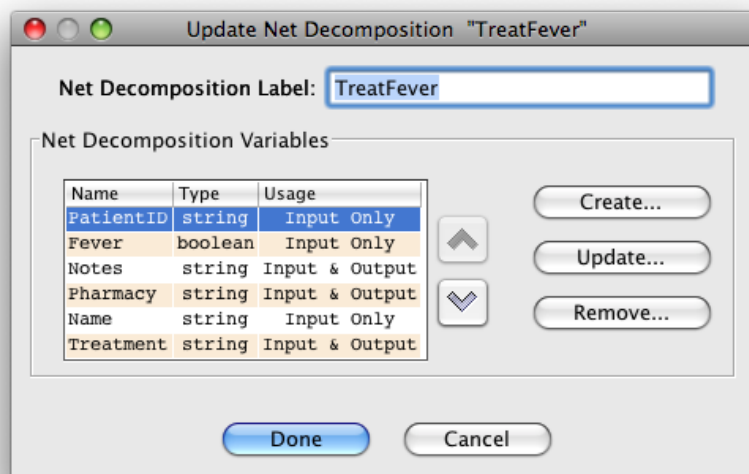 Update Net Decomposition "TreatFever"
Net Decomposition Label: TreatFever
Net Decomposition Variables
Name Type Usage
PatientID string Input Only
Fever boolean Input Only
Notes string Input & Output
Pharmacy string Input & Output
Name string Input Only
Treatment string Input & Output
Create...
Update...
Remove...
Done Cancel